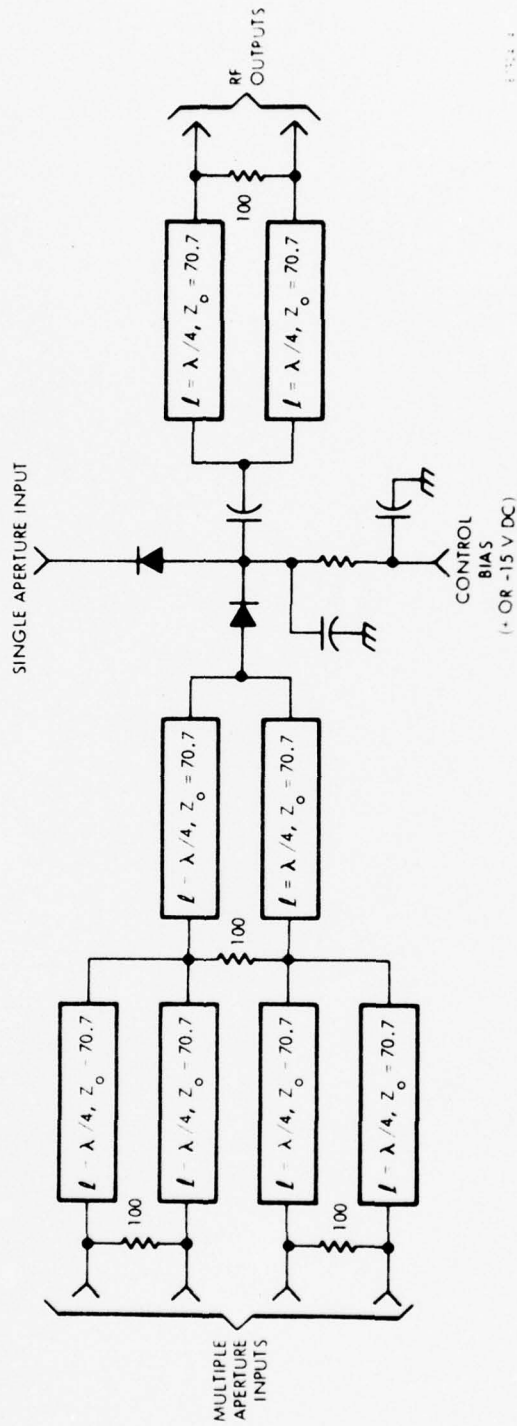 SINGLE APERTURE INPUT
MULTIPLE
APERTURE
INPUTS
100
100
ℓ - λ/4, Z₀ - 70.7
ℓ - λ/4, Z₀ = 70.7
ℓ = λ/4, Z₀ - 70.7
ℓ - λ/4, Z₀ = 70.7
100
ℓ - λ/4, Z₀ = 70.7
ℓ = λ/4, Z₀ = 70.7
CONTROL
BIAS
(+ OR -15 V DC)
ℓ = λ/4, Z₀ = 70.7
ℓ = λ/4, Z₀ = 70.7
100
RF
OUTPUTS